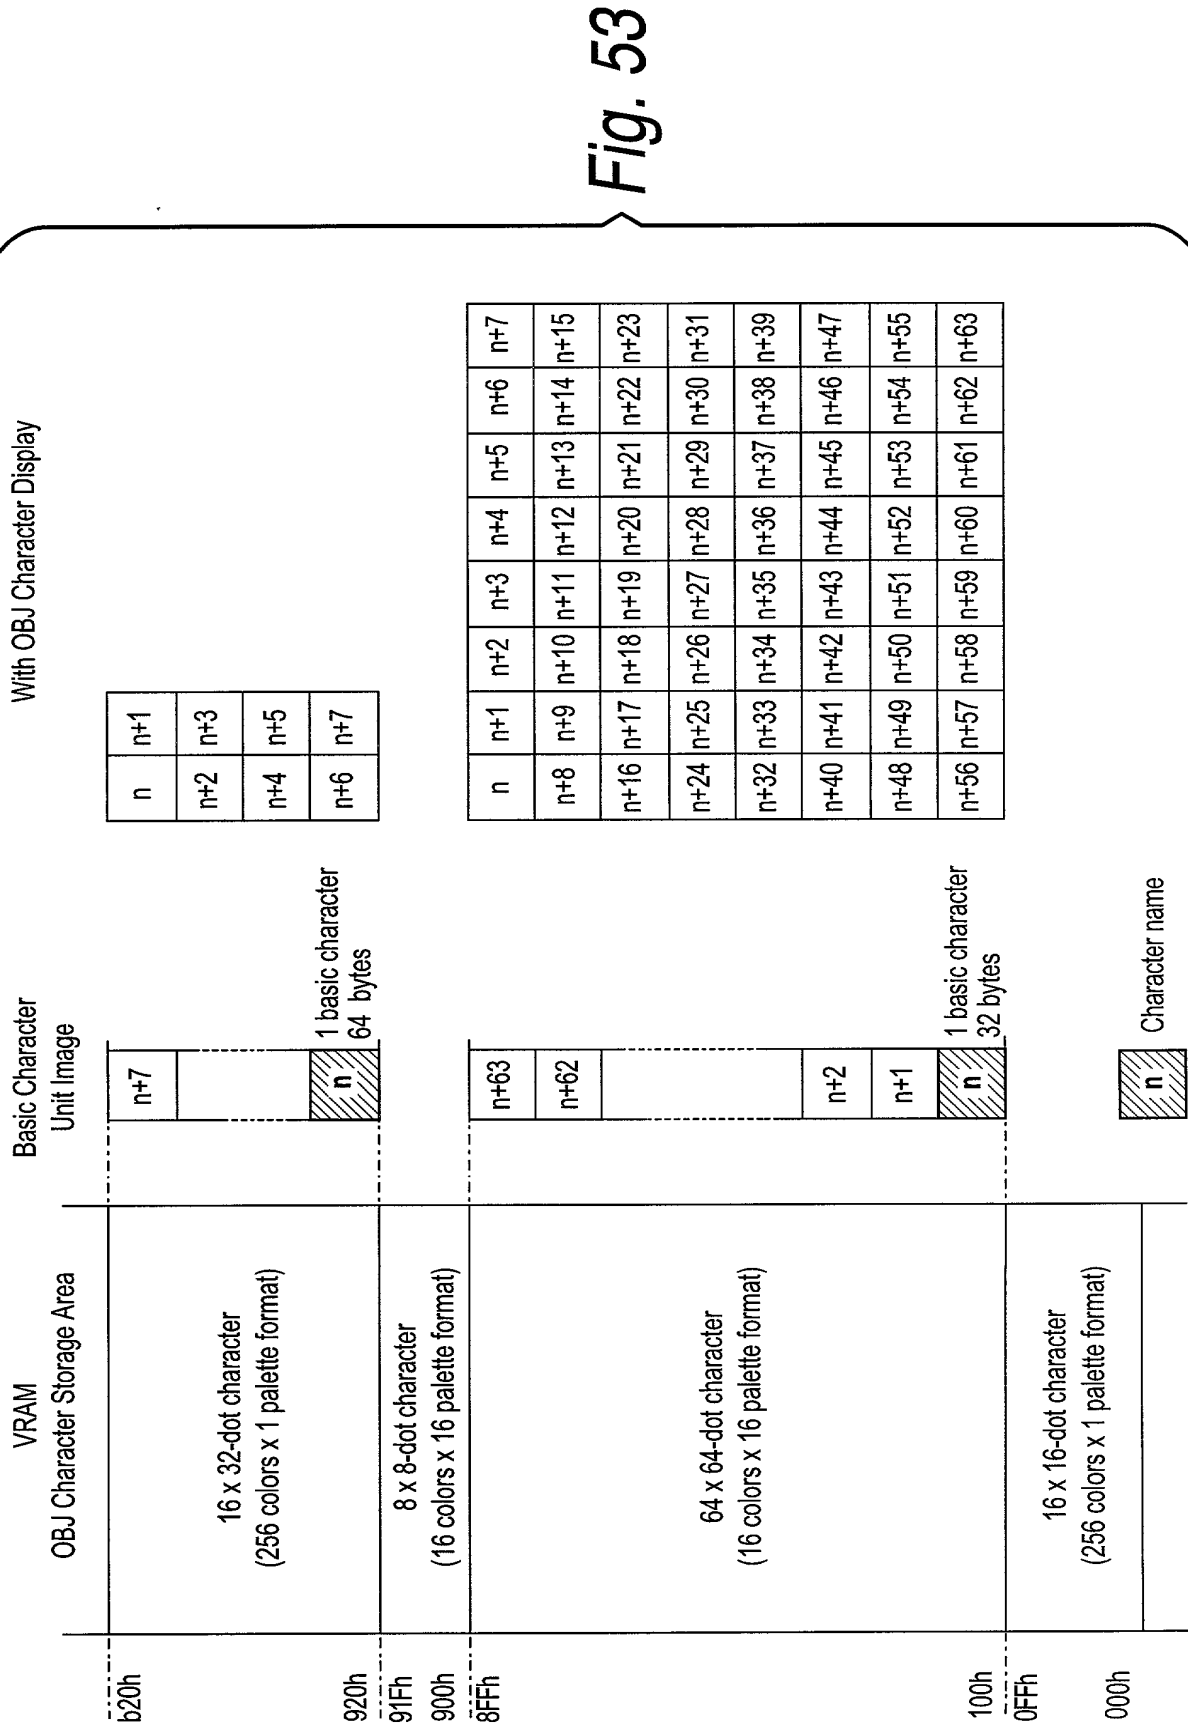 VRAM
OBJ Character Storage Area
Basic Character
Unit Image
With OBJ Character Display
b20h
16 x 32-dot character
(256 colors x 1 palette format)
920h
91Fh
8 x 8-dot character
(16 colors x 16 palette format)
900h
8FFh
64 x 64-dot character
(16 colors x 16 palette format)
100h
0FFh
16 x 16-dot character
(256 colors x 1 palette format)
000h
n+7
n
1 basic character
64 bytes
n+63
n+62
n+2
n+1
n
1 basic character
32 bytes
n
Character name
n n+1
n+2 n+3
n+4 n+5
n+6 n+7
n n+1 n+2 n+3 n+4 n+5 n+6 n+7
n+8 n+9 n+10 n+11 n+12 n+13 n+14 n+15
n+16 n+17 n+18 n+19 n+20 n+21 n+22 n+23
n+24 n+25 n+26 n+27 n+28 n+29 n+30 n+31
n+32 n+33 n+34 n+35 n+36 n+37 n+38 n+39
n+40 n+41 n+42 n+43 n+44 n+45 n+46 n+47
n+48 n+49 n+50 n+51 n+52 n+53 n+54 n+55
n+56 n+57 n+58 n+59 n+60 n+61 n+62 n+63
Fig. 53